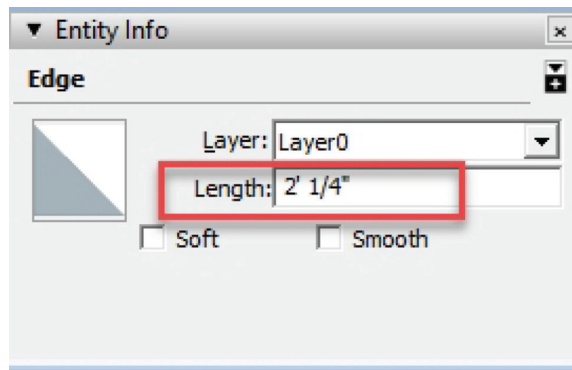 Entity Info
Edge
Layer: Layer0
Length: 2' 1/4"
Soft Smooth